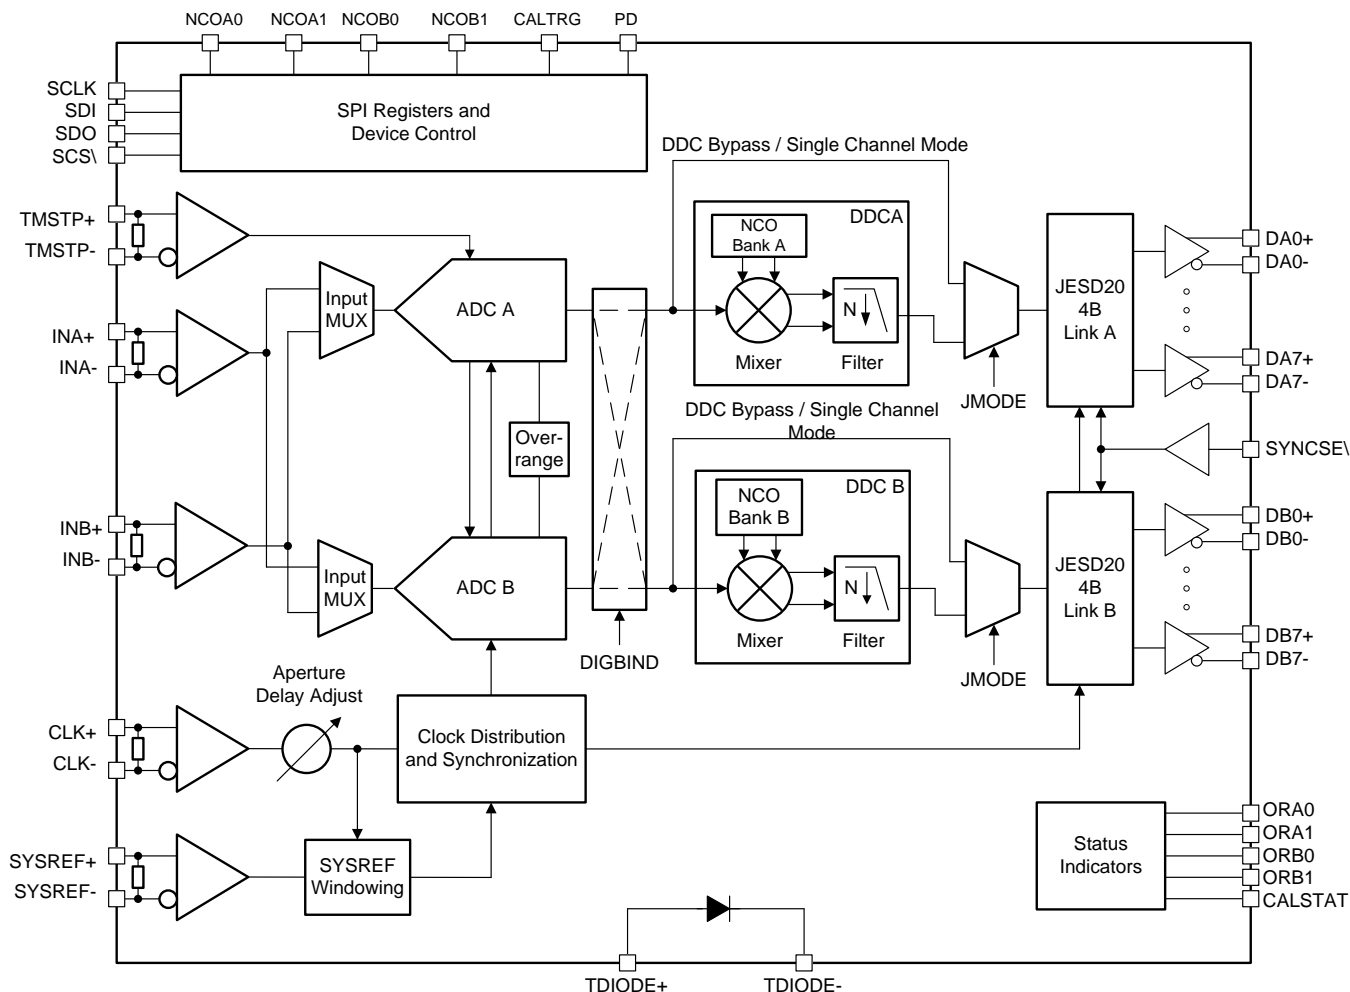 NCOA0
NCOA1
NCOB0
NCOB1
CALTRG
PD
SCLK
SDI
SDO
SCS\
SPI Registers and
Device Control
DDC Bypass / Single Channel Mode
TMSTP+
TMSTP-
INA+
INA-
Input
MUX
ADC A
DDCA
NCO
Bank A
Mixer
N
Filter
JMODE
JESD20
4B
Link A
DA0+
DA0-
DA7+
DA7-
Over-
range
DDC Bypass / Single Channel
Mode
SYNCSE\
INB+
INB-
Input
MUX
ADC B
DIGBIND
DDC B
NCO
Bank B
Mixer
N
Filter
JMODE
JESD20
4B
Link B
DB0+
DB0-
DB7+
DB7-
Aperture
Delay Adjust
CLK+
CLK-
Clock Distribution
and Synchronization
SYSREF+
SYSREF-
SYSREF
Windowing
Status
Indicators
ORA0
ORA1
ORB0
ORB1
CALSTAT
TDIODE+
TDIODE-